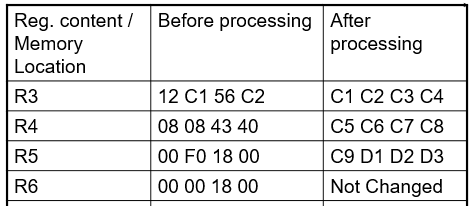 Reg. content / Memory Location Before processing After processing
R3 12 C1 56 C2 C1 C2 C3 C4
R4 08 08 43 40 C5 C6 C7 C8
R5 00 F0 18 00 C9 D1 D2 D3
R6 00 00 18 00 Not Changed